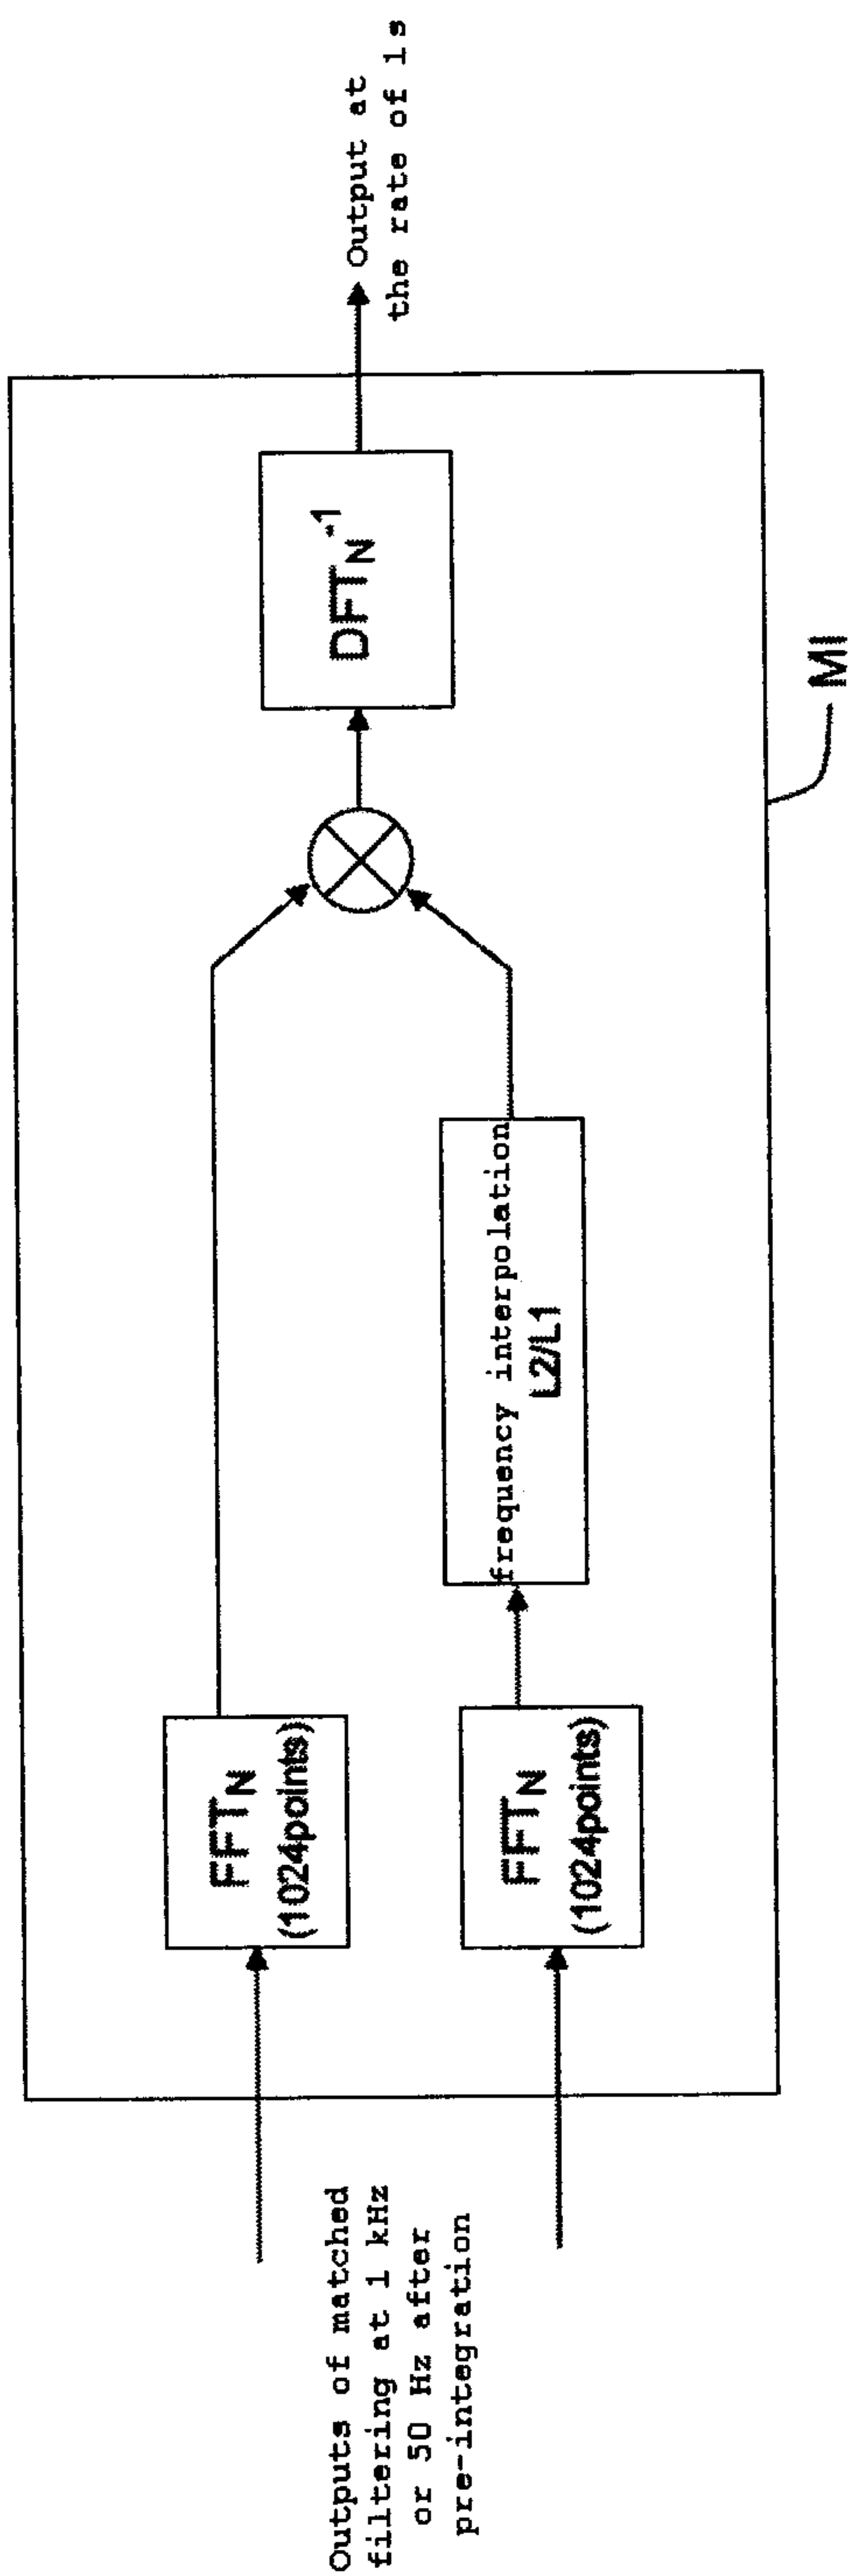 Outputs of matched
filtering at 1 kHz
or 50 Hz after
pre-integration
FFTN
(1024points)
FFTN
(1024points)
frequency interpolation
L2/L1
DFTN-1
Output at
the rate of 1s
MI